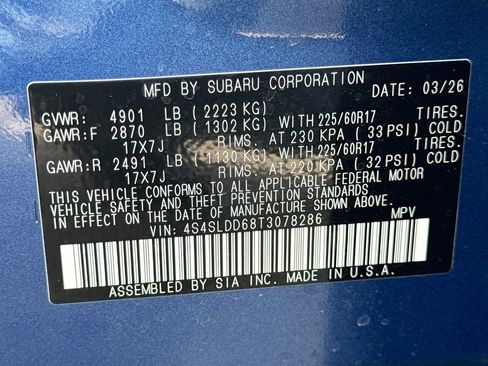 MFD BY SUBARU CORPORATION DATE: 03/26
GVWR: 4901 LB ( 2223 KG)
GAWR:F 2870 LB ( 1302 KG) WITH 225/60R17 TIRES.
17X7J RIMS. AT 230 KPA ( 33 PSI) COLD
GAWR:R 2491 LB ( 1130 KG) WITH 225/60R17 TIRES.
17X7J RIMS. AT 220 KPA ( 32 PSI) COLD
THIS VEHICLE CONFORMS TO ALL APPLICABLE FEDERAL MOTOR
VEHICLE SAFETY AND THEFT PREVENTION STANDARDS
IN EFFECT ON THE DATE OF MANUFACTURE SHOWN ABOVE.
VIN: 4S4SLDD68T3078286 MPV
ASSEMBLED BY SIA INC. MADE IN U.S.A.